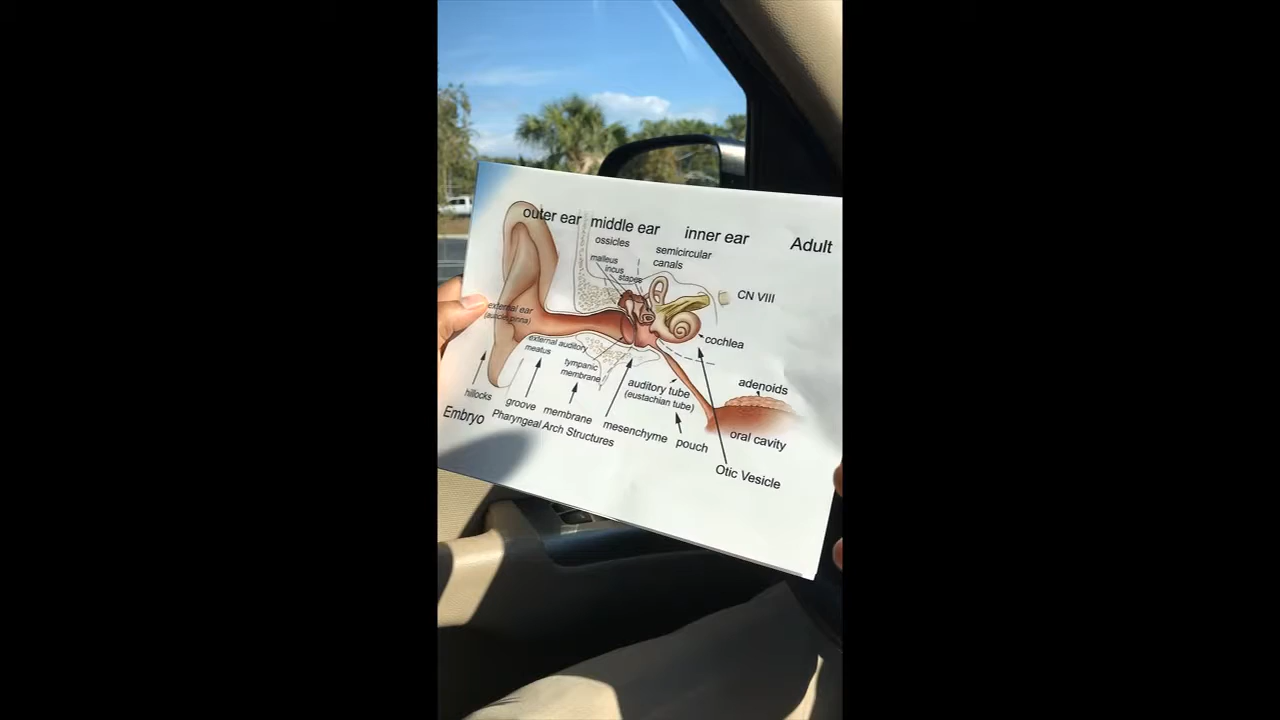 outer ear
middle ear
inner ear
Adult
ossicles
malleus
incus
stapes
semicircular
canals
CN VIII
external ear
(auricle, pinna)
external auditory
meatus
tympanic
membrane
cochlea
auditory tube
(eustachian tube)
adenoids
oral cavity
hillocks
groove
membrane
mesenchyme
pouch
Otic Vesicle
Embryo
Pharyngeal Arch Structures